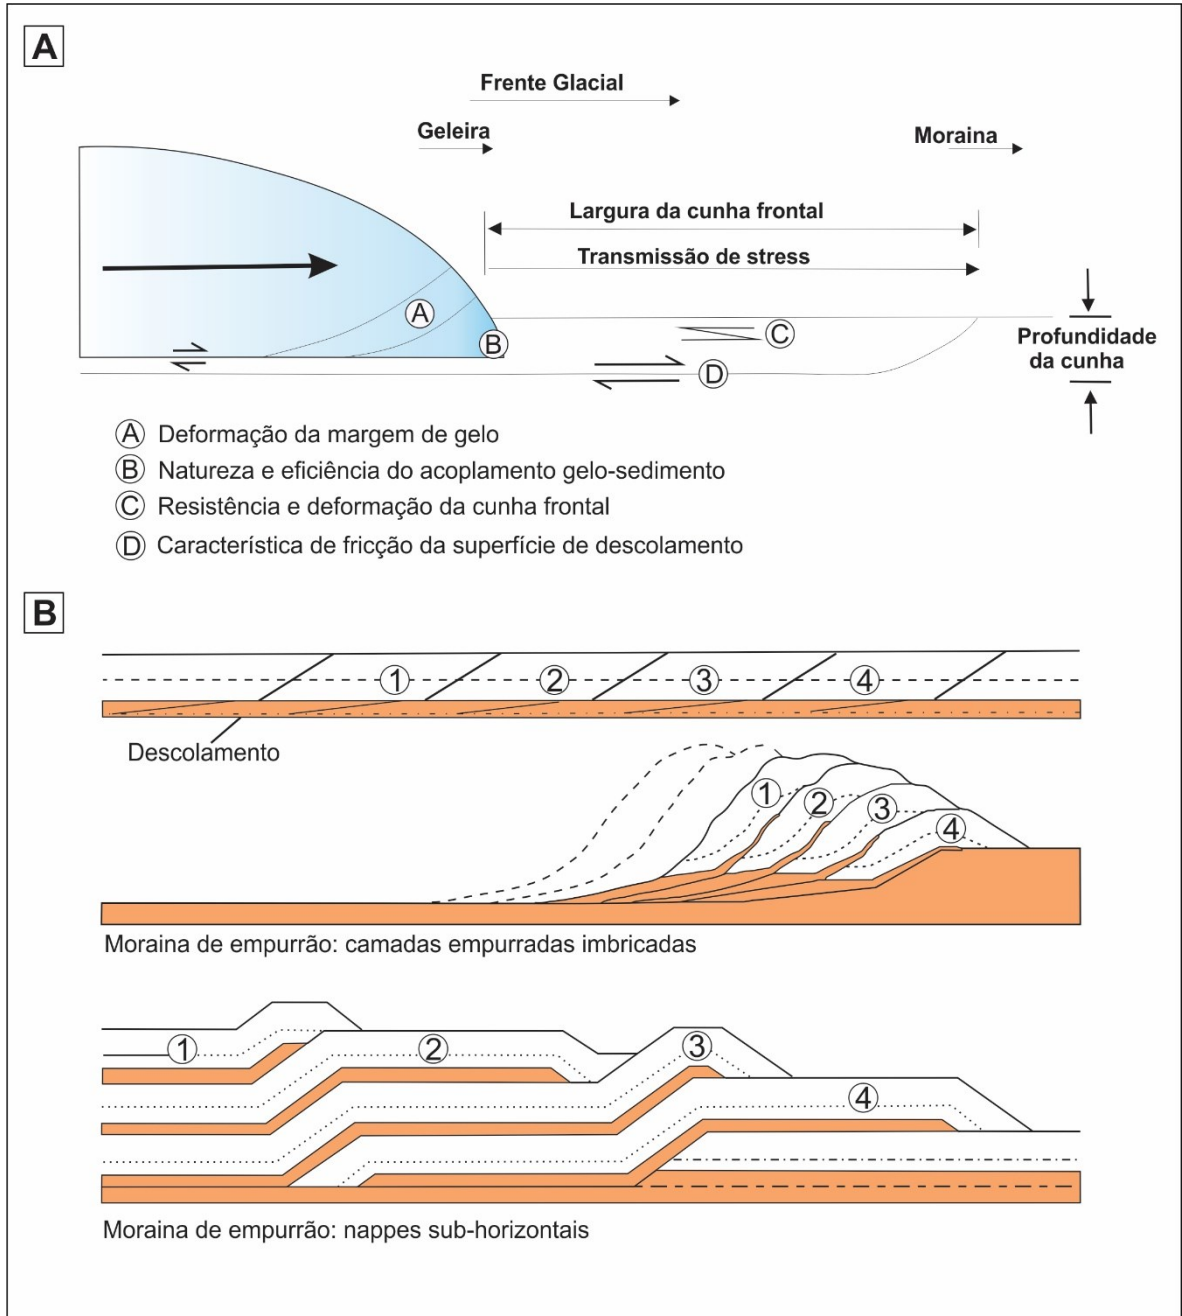 A
Frente Glacial
Geleira
Moraina
Largura da cunha frontal
Transmissão de stress
A
B
C
D
Profundidade
da cunha
A Deformação da margem de gelo
B Natureza e eficiência do acoplamento gelo-sedimento
C Resistência e deformação da cunha frontal
D Característica de fricção da superfície de descolamento
B
1 2 3 4
Descolamento
1 2 3 4
Moraina de empurrão: camadas empurradas imbricadas
1 2 3
4
Moraina de empurrão: nappes sub-horizontais